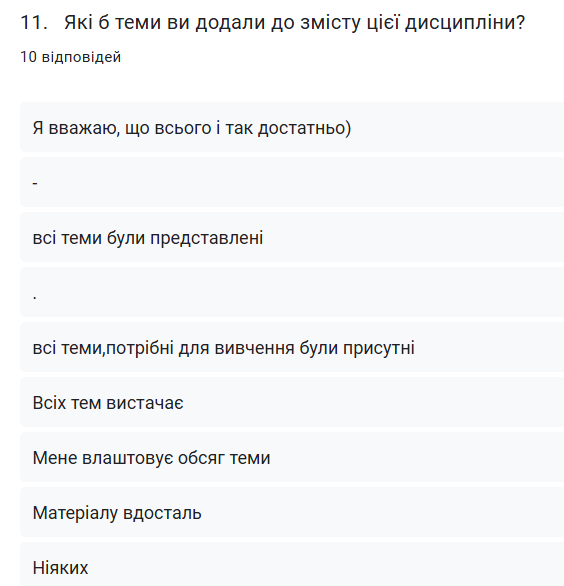 11. Які б теми ви додали до змісту цієї дисципліни?
10 відповідей
Я вважаю, що всього і так достатньо)
-
всі теми були представлені
.
всі теми,потрібні для вивчення були присутні
Всіх тем вистачає
Мене влаштовує обсяг теми
Матеріалу вдосталь
Ніяких